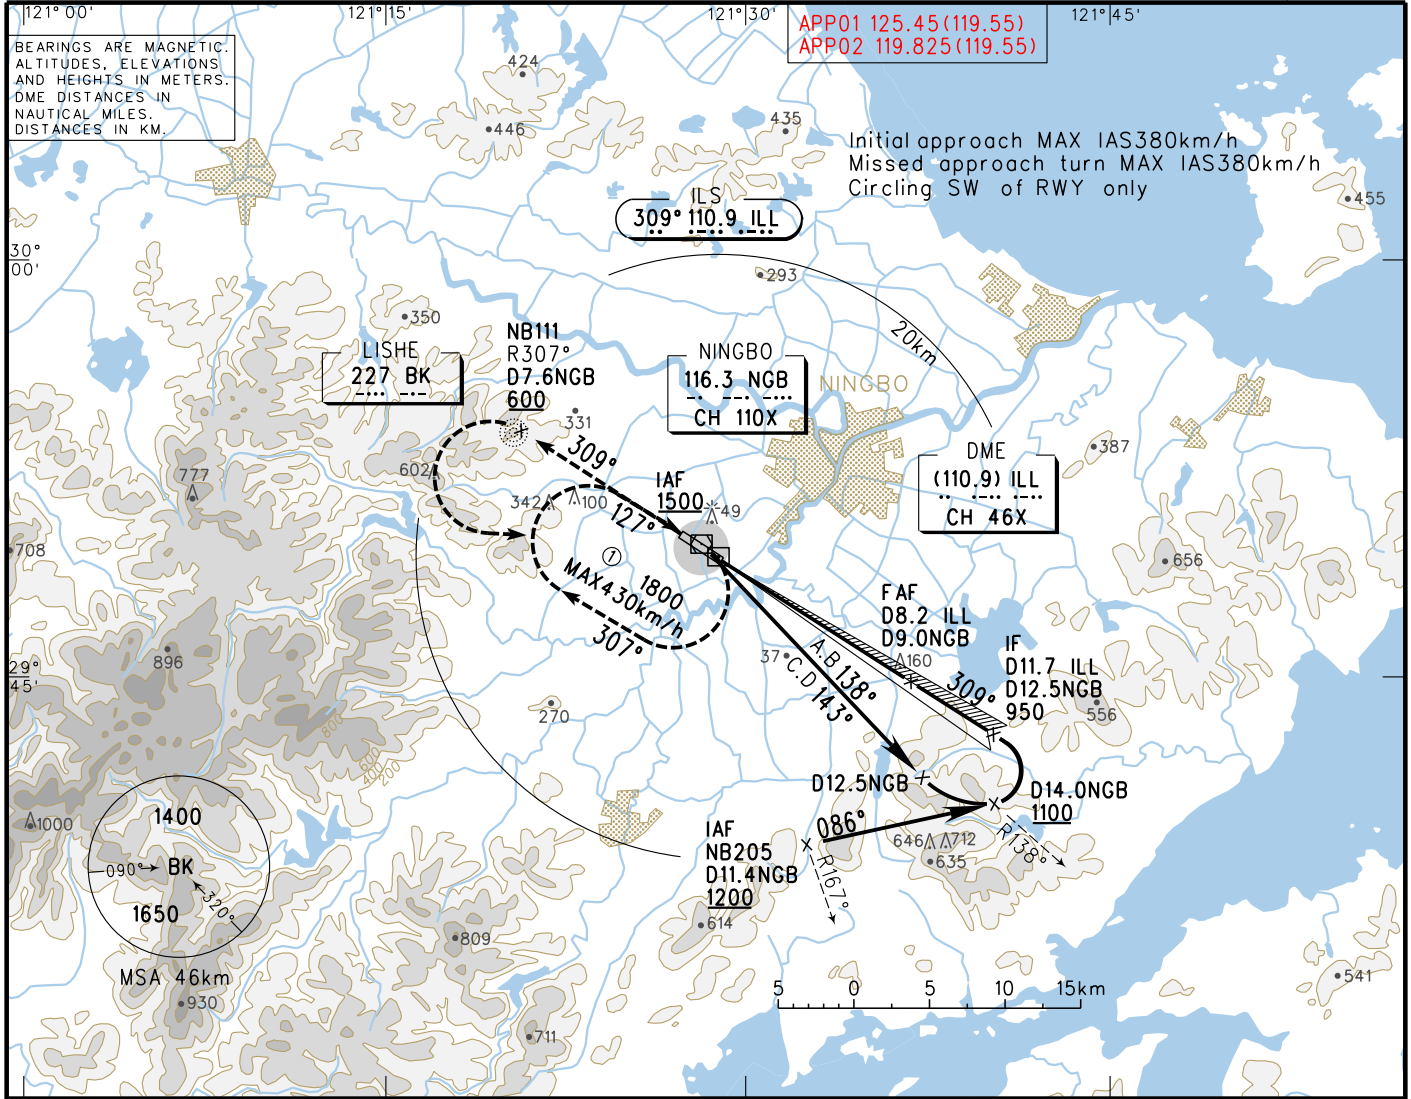 121° 00'
121°15'
121°30'
121°45'
BEARINGS ARE MAGNETIC.
ALTITUDES, ELEVATIONS
AND HEIGHTS IN METERS.
DME DISTANCES IN
NAUTICAL MILES.
DISTANCES IN KM.
APP01 125.45(119.55)
APP02 119.825(119.55)
424
446
435
Initial approach MAX IAS380km/h
Missed approach turn MAX IAS380km/h
Circling SW of RWY only
455
ILS
309° 110.9 ILL
30°
00'
293
350
20km
NB111
R307°
D7.6NGB
600
LISHE
227 BK
NINGBO
116.3 NGB
CH 110X
NINGBO
331
387
DME
(110.9) ILL
CH 46X
309°
602
777
342
100
IAF
1500
49
127°
708
1
1800
MAX430km/h
307°
656
FAF
D8.2 ILL
D9.0NGB
160
IF
D11.7 ILL
D12.5NGB
950
309°
896
37
A.B 138°
C.D 143°
29°
45'
270
556
800
600
400
200
D12.5NGB
D14.0NGB
1100
1000
1400
090°
BK
320°
1650
MSA 46km
086°
IAF
NB205
D11.4NGB
1200
R167°
R138°
646
712
635
614
809
930
711
541
5 0 5 10 15km